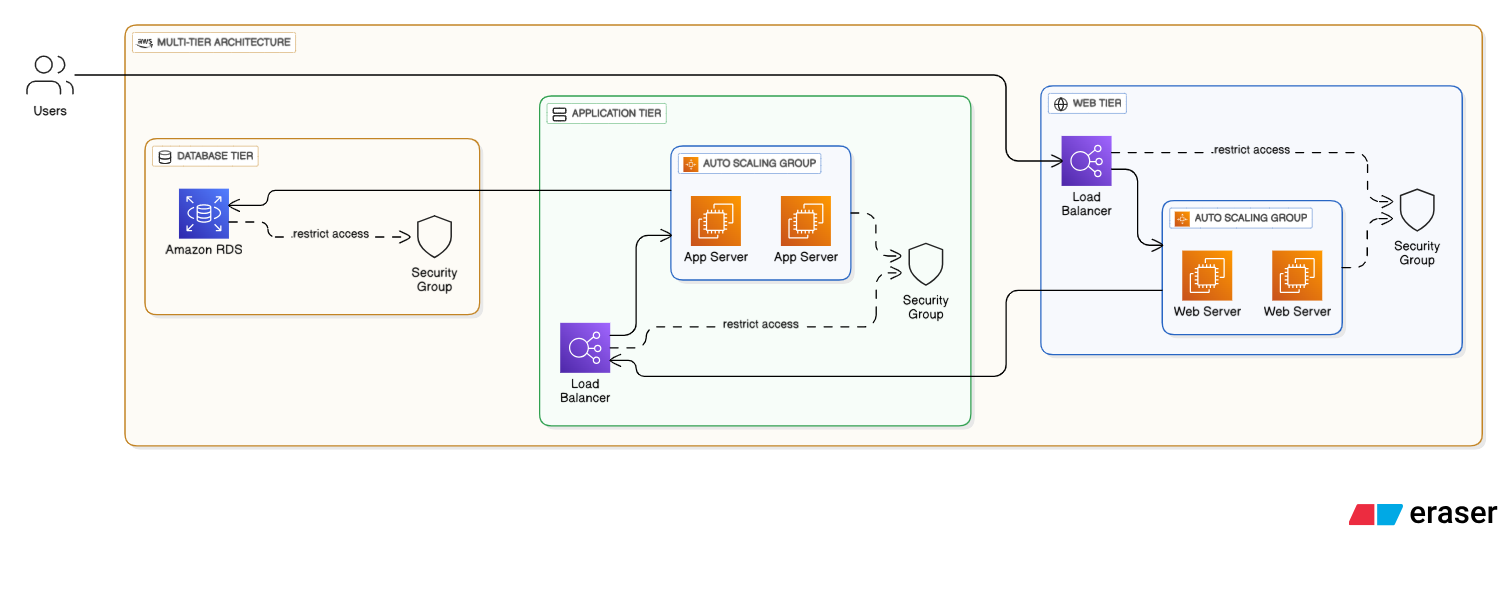 aws MULTI-TIER ARCHITECTURE
Users
DATABASE TIER
Amazon RDS
.restrict access
Security
Group
APPLICATION TIER
AUTO SCALING GROUP
App Server
App Server
Security
Group
restrict access
Load
Balancer
WEB TIER
Load
Balancer
.restrict access
AUTO SCALING GROUP
Web Server
Web Server
Security
Group
eraser